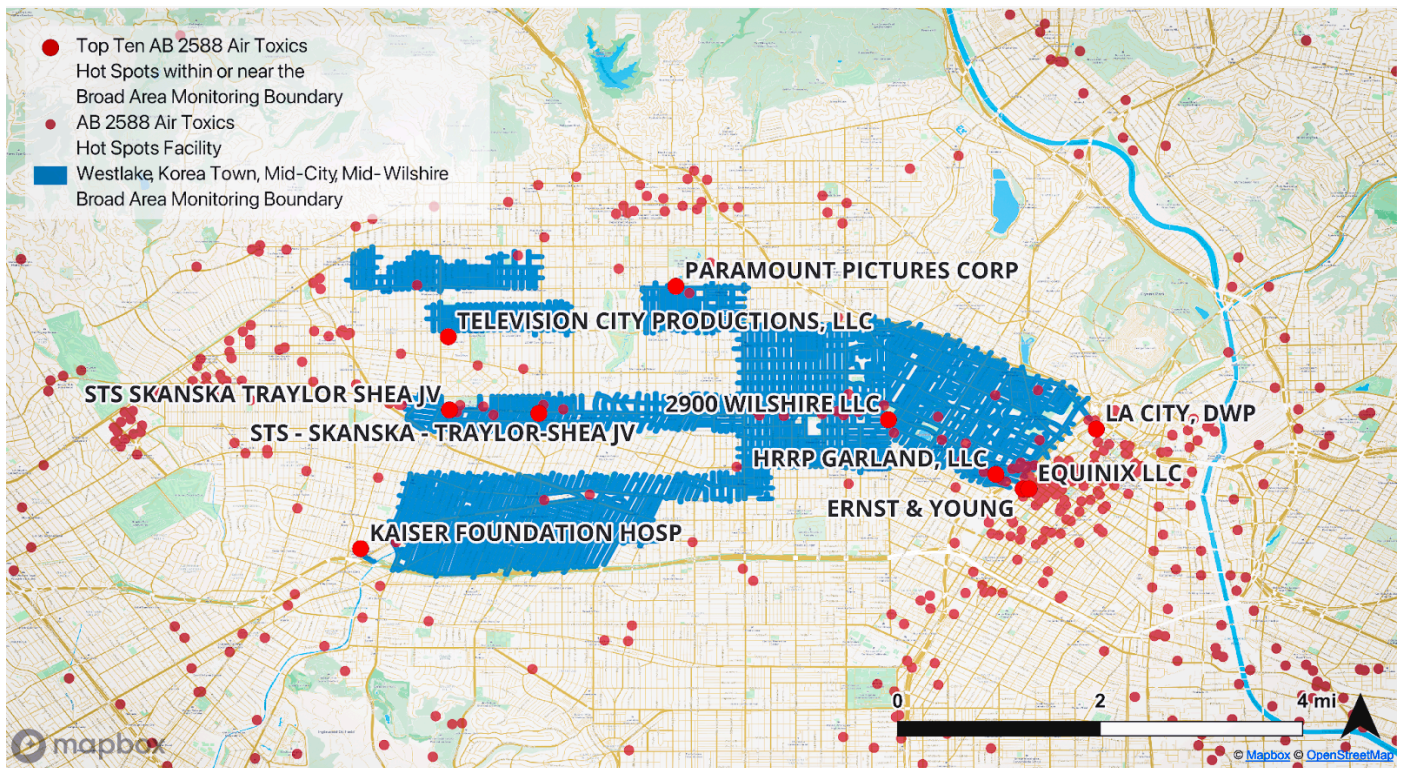 Top Ten AB 2588 Air Toxics
Hot Spots within or near the
Broad Area Monitoring Boundary
AB 2588 Air Toxics
Hot Spots Facility
Westlake, Korea Town, Mid-City, Mid-Wilshire
Broad Area Monitoring Boundary
PARAMOUNT PICTURES CORP
TELEVISION CITY PRODUCTIONS, LLC
STS SKANSKA TRAYLOR SHEA JV
2900 WILSHIRE LLC
LA CITY, DWP
STS - SKANSKA - TRAYLOR-SHEA JV
HRRP GARLAND, LLC
EQUINIX LLC
ERNST & YOUNG
KAISER FOUNDATION HOSP
0 2 4 mi
mapbox
© Mapbox © OpenStreetMap